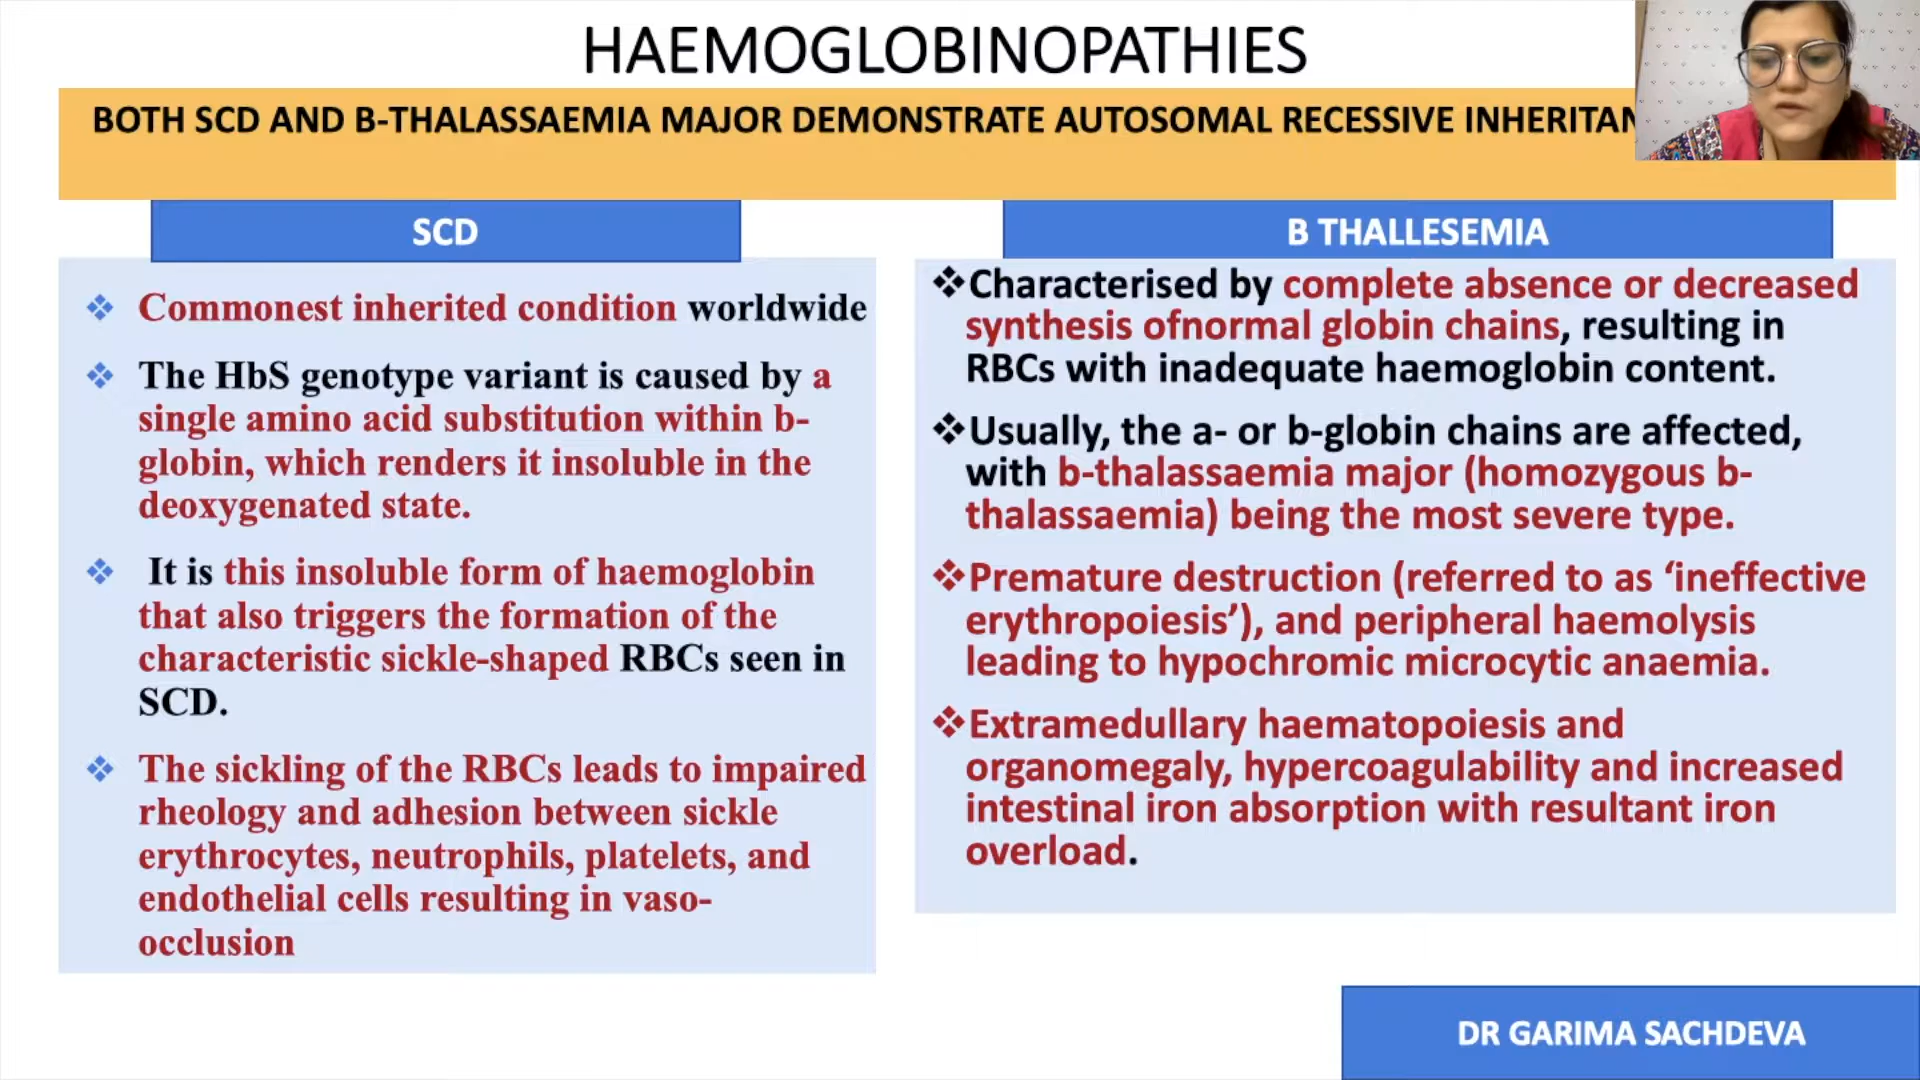 HAEMOGLOBINOPATHIES
BOTH SCD AND B-THALASSAEMIA MAJOR DEMONSTRATE AUTOSOMAL RECESSIVE
SCD
❖ Commonest inherited condition worldwide
❖ The HbS genotype variant is caused by a
single amino acid substitution within b-
globin, which renders it insoluble in the
deoxygenated state.
❖ It is this insoluble form of haemoglobin
that also triggers the formation of the
characteristic sickle-shaped RBCs seen in
SCD.
❖ The sickling of the RBCs leads to impaired
rheology and adhesion between sickle
erythrocytes, neutrophils, platelets, and
endothelial cells resulting in vaso-
occlusion
B THALLESEMIA
❖Characterised by complete absence or decreased
synthesis ofnormal globin chains, resulting in
RBCs with inadequate haemoglobin content.
❖Usually, the a- or b-globin chains are affected,
with b-thalassaemia major (homozygous b-
thalassaemia) being the most severe type.
❖Premature destruction (referred to as ‘ineffective
erythropoiesis’), and peripheral haemolysis
leading to hypochromic microcytic anaemia.
❖Extramedullary haematopoiesis and
organomegaly, hypercoagulability and increased
intestinal iron absorption with resultant iron
overload.
DR GARIMA SACHDEVA